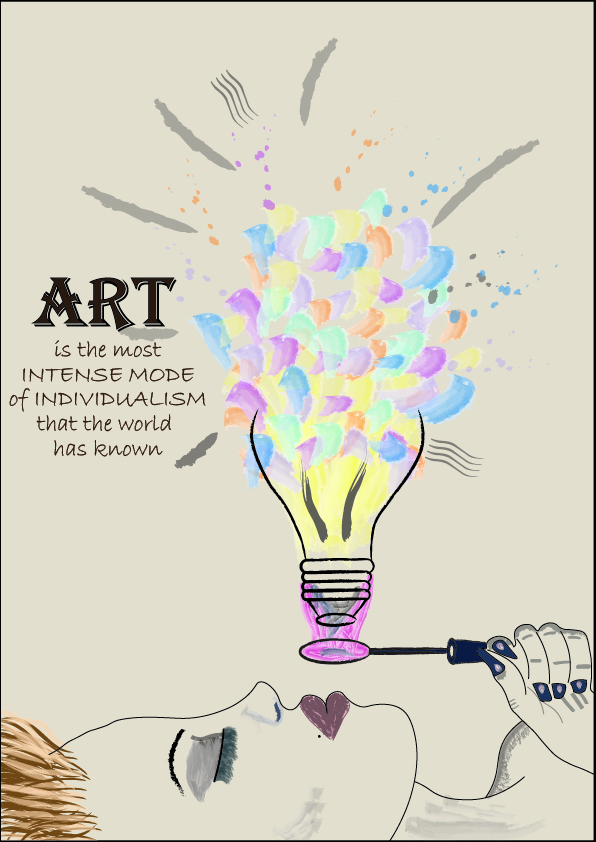 ART
is the most
INTENSE MODE
of INDIVIDUALISM
that the world
has known